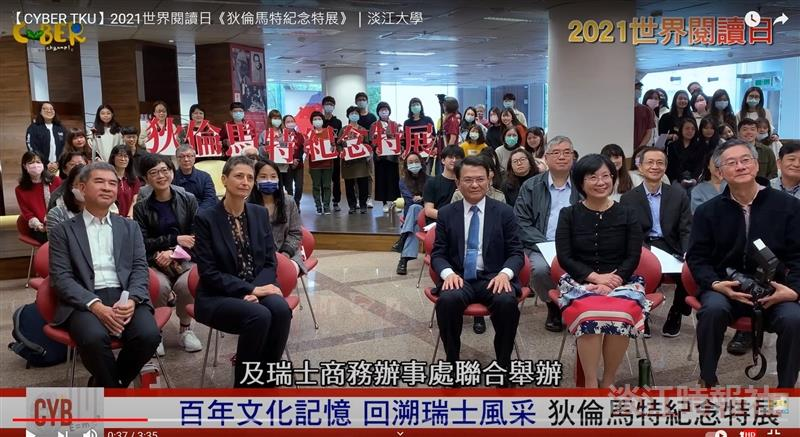 【CYBER TKU】2021世界閱讀日《狄倫馬特紀念特展》｜淡江大學
CYBER
channel
2021世界閱讀日
狄倫馬特紀念特展
及瑞士商務辦事處聯合舉辦
CYB
百年文化記憶 回溯瑞士風采 狄倫馬特紀念特展
淡江時報社
0:37 / 3:35